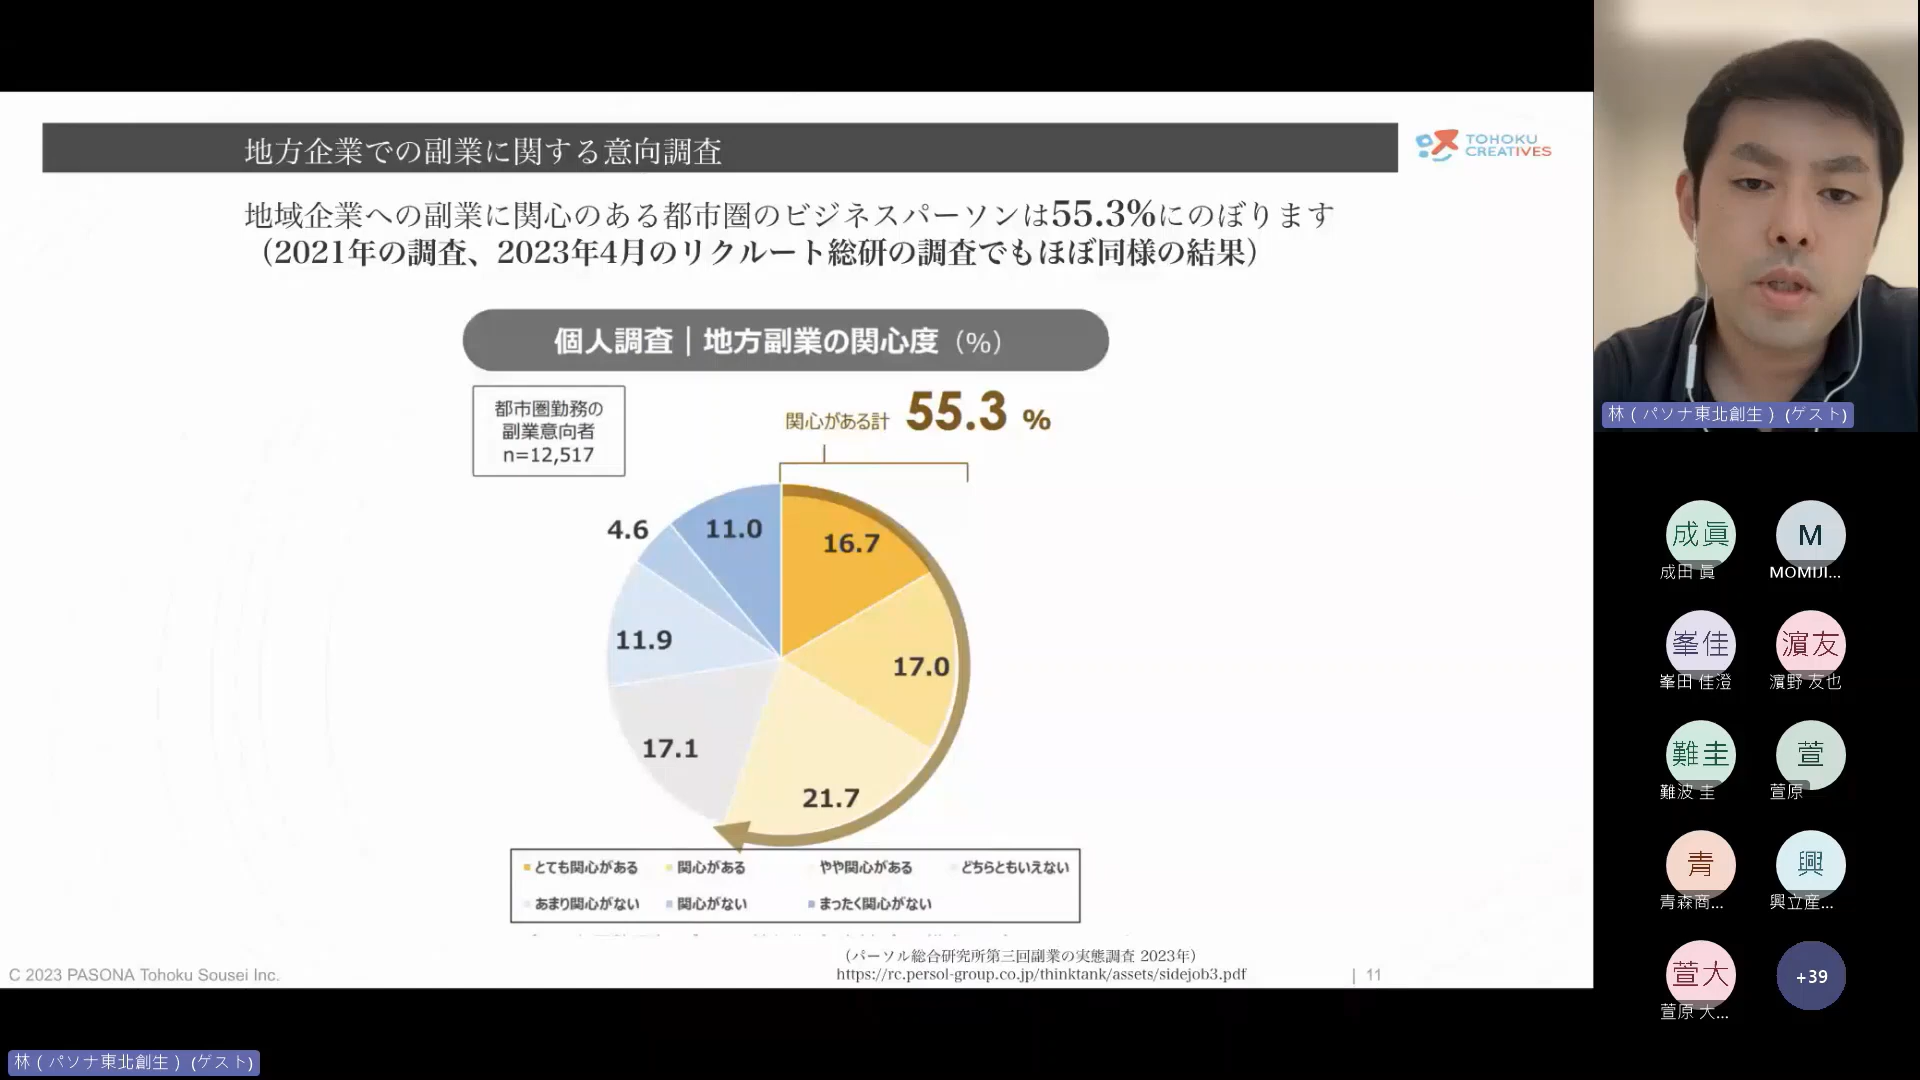 地方企業での副業に関する意向調査
TOHOKU
CREATIVES
地域企業への副業に関心のある都市圏のビジネスパーソンは55.3%にのぼります
（2021年の調査、2023年4月のリクルート総研の調査でもほぼ同様の結果）
個人調査｜地方副業の関心度（%）
都市圏勤務の
副業意向者
n=12,517
関心がある計 55.3 %
4.6
11.0
16.7
11.9
17.0
17.1
21.7
とても関心がある 関心がある やや関心がある どちらともいえない
あまり関心がない 関心がない まったく関心がない
（パーソル総合研究所第三回副業の実態調査 2023年）
https://rc.persol-group.co.jp/thinktank/assets/sidejob3.pdf
C 2023 PASONA Tohoku Sousei Inc.
| 11
林（パソナ東北創生）(ゲスト)
成眞
成田 眞
M
MOMIJI...
峯佳
峯田 佳澄
濵友
濵野 友也
難圭
難波 圭
萱
萱原
青
青森商...
興
興立産...
萱大
萱原 大...
+39
林（パソナ東北創生）(ゲスト)